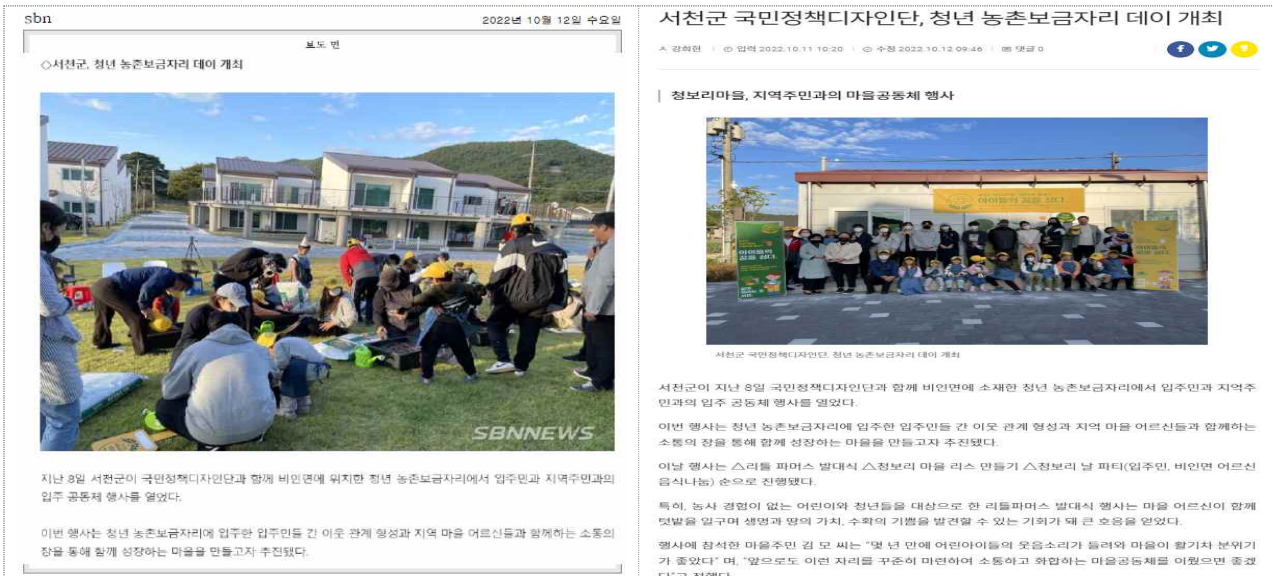 sbn
2022년 10월 12일 수요일
보도 면
◇서천군, 청년 농촌보금자리 데이 개최
SBNNEWS
지난 8일 서천군이 국민정책디자인단과 함께 비인면에 위치한 청년 농촌보금자리에서 입주민과 지역주민과의
입주 공동체 행사를 열었다.
이번 행사는 청년 농촌보금자리에 입주한 입주민들 간 이웃 관계 형성과 지역 마을 어르신들과 함께하는 소통의
장을 통해 함께 성장하는 마을을 만들고자 추진됐다.
서천군 국민정책디자인단, 청년 농촌보금자리 데이 개최
강희현
입력 2022.10.11 10:20
수정 2022.10.12 09:46
댓글 0
청보리마을, 지역주민과의 마을공동체 행사
아이들의 꿈을 심다.
아이들의
꿈을 심다.
서천군 국민정책디자인단, 청년 농촌보금자리 데이 개최
서천군이 지난 8일 국민정책디자인단과 함께 비인면에 소재한 청년 농촌보금자리에서 입주민과 지역주
민과의 입주 공동체 행사를 열었다.
이번 행사는 청년 농촌보금자리에 입주한 입주민들 간 이웃 관계 형성과 지역 마을 어르신들과 함께하는
소통의 장을 통해 함께 성장하는 마을을 만들고자 추진됐다.
이날 행사는 △리틀 파머스 발대식 △청보리 마을 리스 만들기 △청보리 날 파티(입주민, 비인면 어르신
음식나눔) 순으로 진행됐다.
특히, 농사 경험이 없는 어린이와 청년들을 대상으로 한 리틀파머스 발대식 행사는 마을 어르신이 함께
텃밭을 일구며 생명과 땅의 가치, 수확의 기쁨을 발견할 수 있는 기회가 돼 큰 호응을 얻었다.
행사에 참석한 마을주민 김 모 씨는 "몇 년 만에 어린아이들의 웃음소리가 들려와 마을이 활기차 분위기
가 좋았다" 며, "앞으로도 이런 자리를 꾸준히 마련하여 소통하고 화합하는 마을공동체를 이뤘으면 좋겠
다"고 전했다.